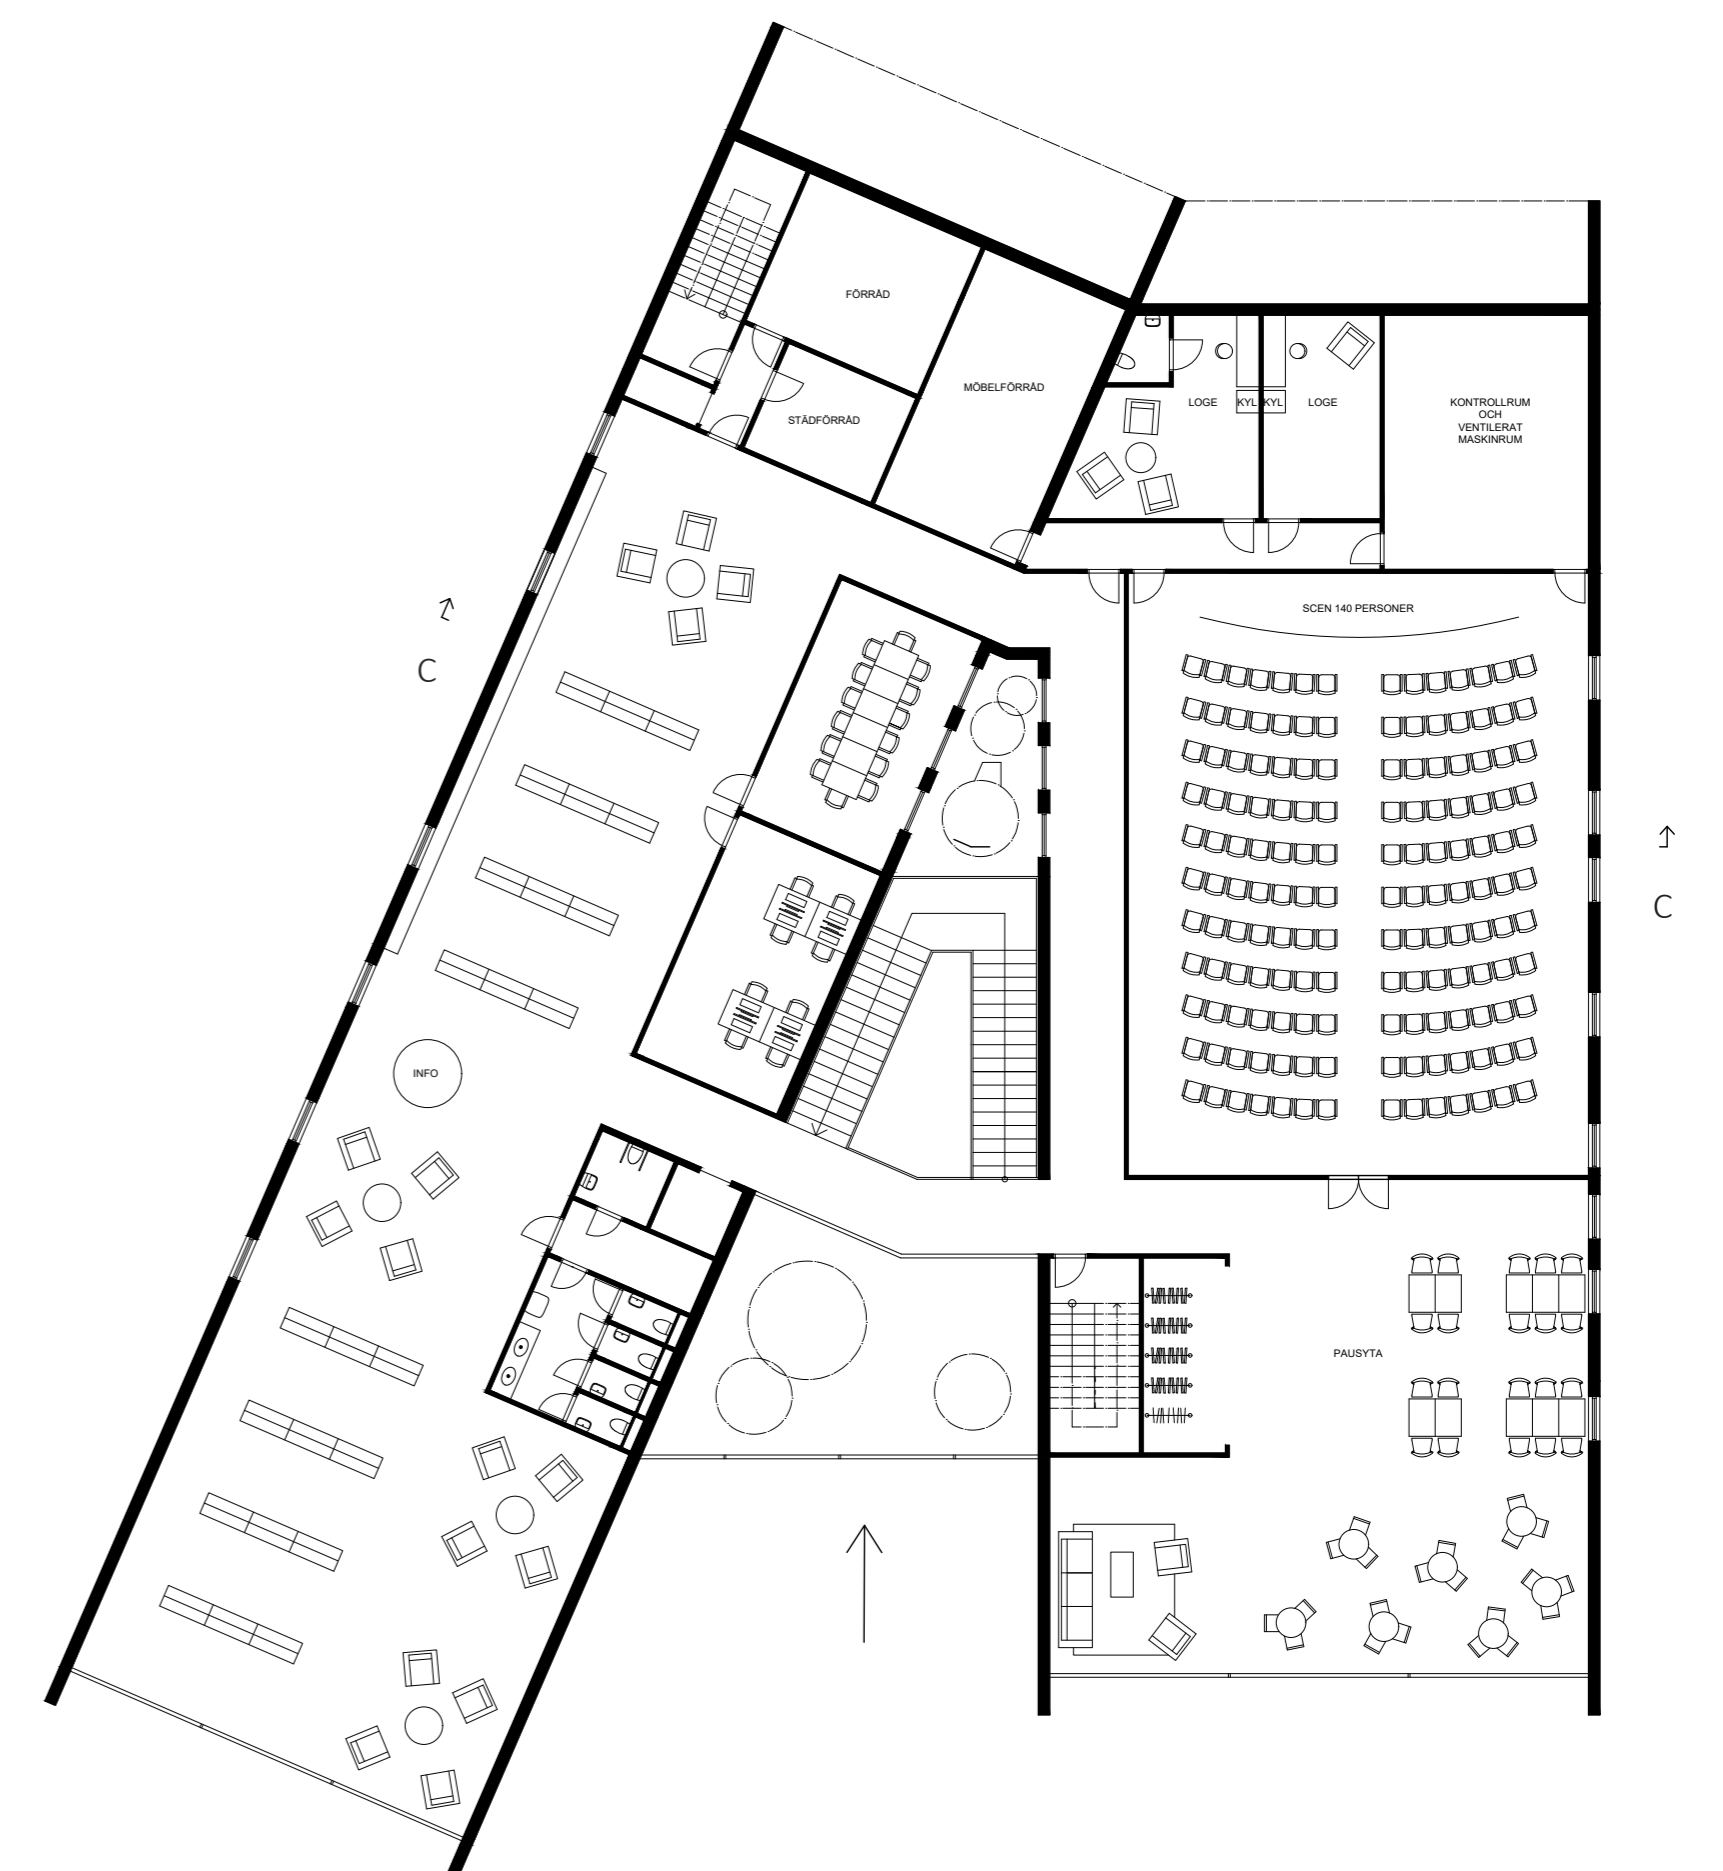 FÖRRÅD
MÖBELFÖRRÅD
STÄDFÖRRÅD
LOGE
KYL
KYL
LOGE
KONTROLLRUM
OCH
VENTILERAT
MASKINRUM
SCEN 140 PERSONER
C
C
INFO
PAUSYTA